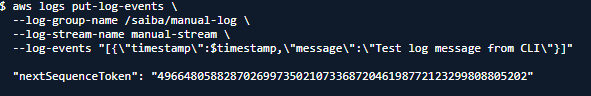 $ aws logs put-log-events \
--log-group-name /saiba/manual-log \
--log-stream-name manual-stream \
--log-events "[{\"timestamp\":$timestamp,\"message\":\"Test log message from CLI\"}]"
"nextSequenceToken": "49664805882870269973502107336872046198772123299808805202"